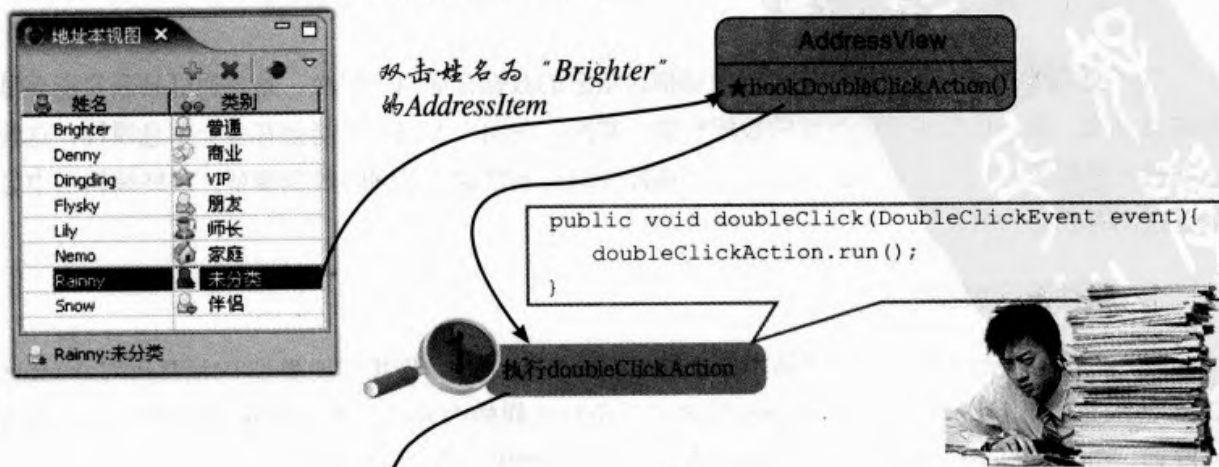 地址本视图
姓名 类别
Brighter 普通
Denny 商业
Dingding VIP
Flysky 朋友
Lily 师长
Nemo 家庭
Rainny 未分类
Snow 伴侣
Rainny:未分类
双击姓名为 "Brighter"
的AddressItem
AddressView
★hookDoubleClickAction()
public void doubleClick(DoubleClickEvent event){
doubleClickAction.run();
}
1
执行doubleClickAction